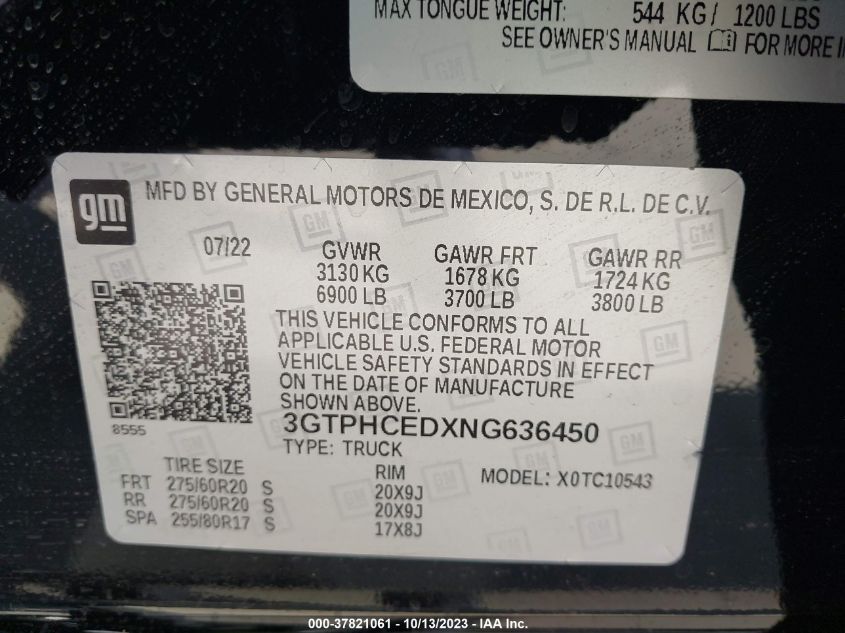 MAX TONGUE WEIGHT: 544 KG/ 1200 LBS
SEE OWNER'S MANUAL FOR MORE
gm
MFD BY GENERAL MOTORS DE MEXICO, S. DE R.L. DE C.V.
07/22 GVWR GAWR FRT GAWR RR
3130 KG 1678 KG 1724 KG
6900 LB 3700 LB 3800 LB
THIS VEHICLE CONFORMS TO ALL
APPLICABLE U.S. FEDERAL MOTOR
VEHICLE SAFETY STANDARDS IN EFFECT
ON THE DATE OF MANUFACTURE
SHOWN ABOVE.
8555
3GTPHCEDXNG636450
TYPE: TRUCK
TIRE SIZE RIM MODEL: X0TC10543
FRT 275/60R20 S 20X9J
RR 275/60R20 S 20X9J
SPA 255/80R17 S 17X8J
000-37821061 - 10/13/2023 - IAA Inc.